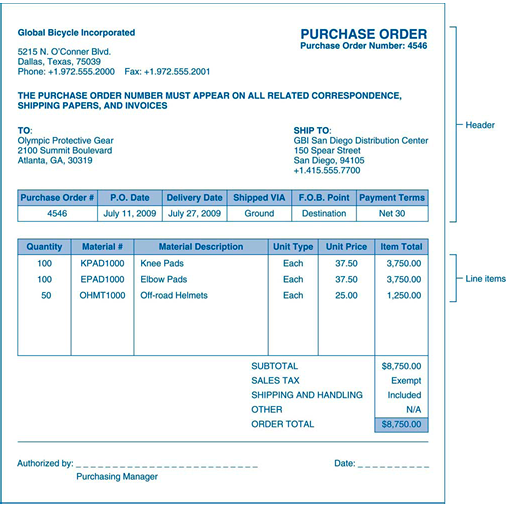 Global Bicycle Incorporated
PURCHASE ORDER
Purchase Order Number: 4546
5215 N. O'Conner Blvd.
Dallas, Texas, 75039
Phone: +1.972.555.2000 Fax: +1.972.555.2001
THE PURCHASE ORDER NUMBER MUST APPEAR ON ALL RELATED CORRESPONDENCE,
SHIPPING PAPERS, AND INVOICES
Header
TO:
Olympic Protective Gear
2100 Summit Boulevard
Atlanta, GA, 30319
SHIP TO:
GBI San Diego Distribution Center
150 Spear Street
San Diego, 94105
+1.415.555.7700
Purchase Order # P.O. Date Delivery Date Shipped VIA F.O.B. Point Payment Terms
4546 July 11, 2009 July 27, 2009 Ground Destination Net 30
Quantity Material # Material Description Unit Type Unit Price Item Total
100 KPAD1000 Knee Pads Each 37.50 3,750.00
100 EPAD1000 Elbow Pads Each 37.50 3,750.00
50 OHMT1000 Off-road Helmets Each 25.00 1,250.00
Line items
SUBTOTAL $8,750.00
SALES TAX Exempt
SHIPPING AND HANDLING Included
OTHER N/A
ORDER TOTAL $8,750.00
Authorized by: _ _ _ _ _ _ _ _ _ _ _ _ _ _ _ _ _ _ _ _ _ _ _ _ Date: _ _ _ _ _ _ _ _ _ _
Purchasing Manager